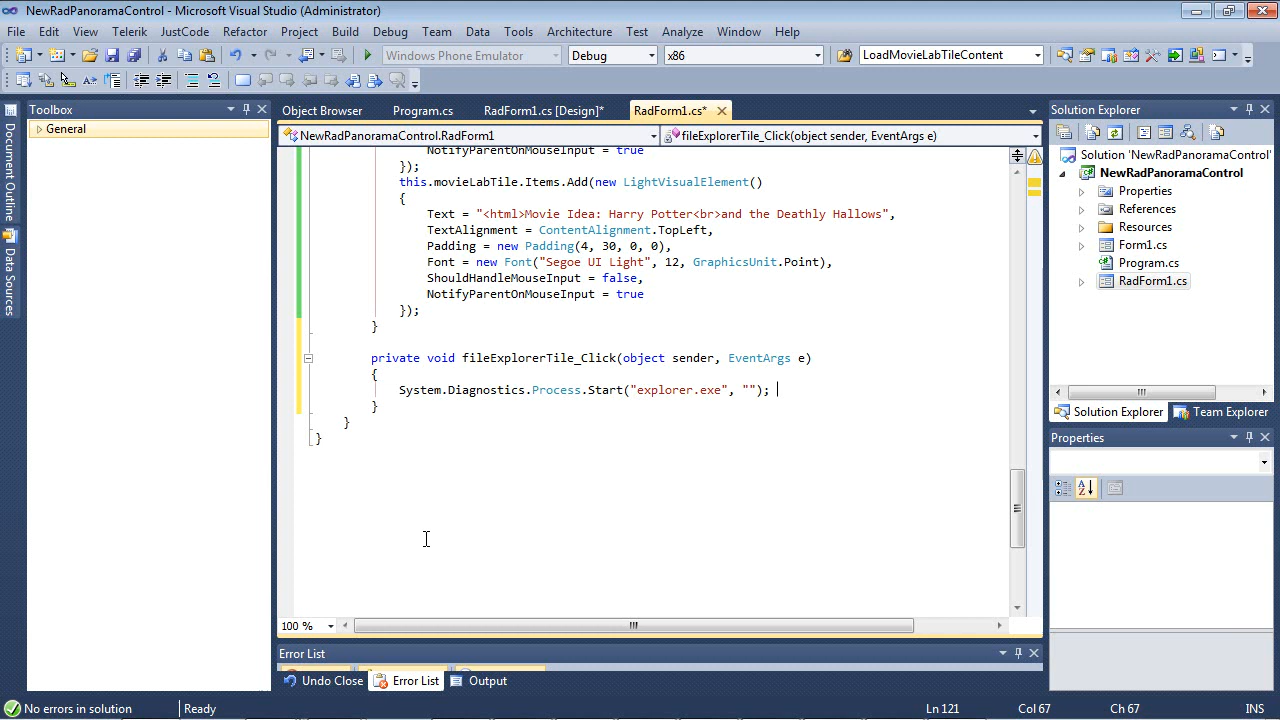 NewRadPanoramaControl - Microsoft Visual Studio (Administrator)
File Edit View Telerik JustCode Refactor Project Build Debug Team Data Tools Architecture Test Analyze Window Help
Windows Phone Emulator Debug x86 LoadMovieLabTileContent
Toolbox
General
Document Outline
Data Sources
Object Browser Program.cs RadForm1.cs [Design]* RadForm1.cs*
NewRadPanoramaControl.RadForm1 fileExplorerTile_Click(object sender, EventArgs e)
NotifyParentOnMouseInput = true
});
this.movieLabTile.Items.Add(new LightVisualElement()
{
Text = "<html>Movie Idea: Harry Potter<br>and the Deathly Hallows",
TextAlignment = ContentAlignment.TopLeft,
Padding = new Padding(4, 30, 0, 0),
Font = new Font("Segoe UI Light", 12, GraphicsUnit.Point),
ShouldHandleMouseInput = false,
NotifyParentOnMouseInput = true
});
}
private void fileExplorerTile_Click(object sender, EventArgs e)
{
System.Diagnostics.Process.Start("explorer.exe", "");
}
}
}
100 %
Error List
Undo Close Error List Output
Solution Explorer
Solution 'NewRadPanoramaControl'
NewRadPanoramaControl
Properties
References
Resources
Form1.cs
Program.cs
RadForm1.cs
Solution Explorer Team Explorer
Properties
No errors in solution Ready Ln 121 Col 67 Ch 67 INS